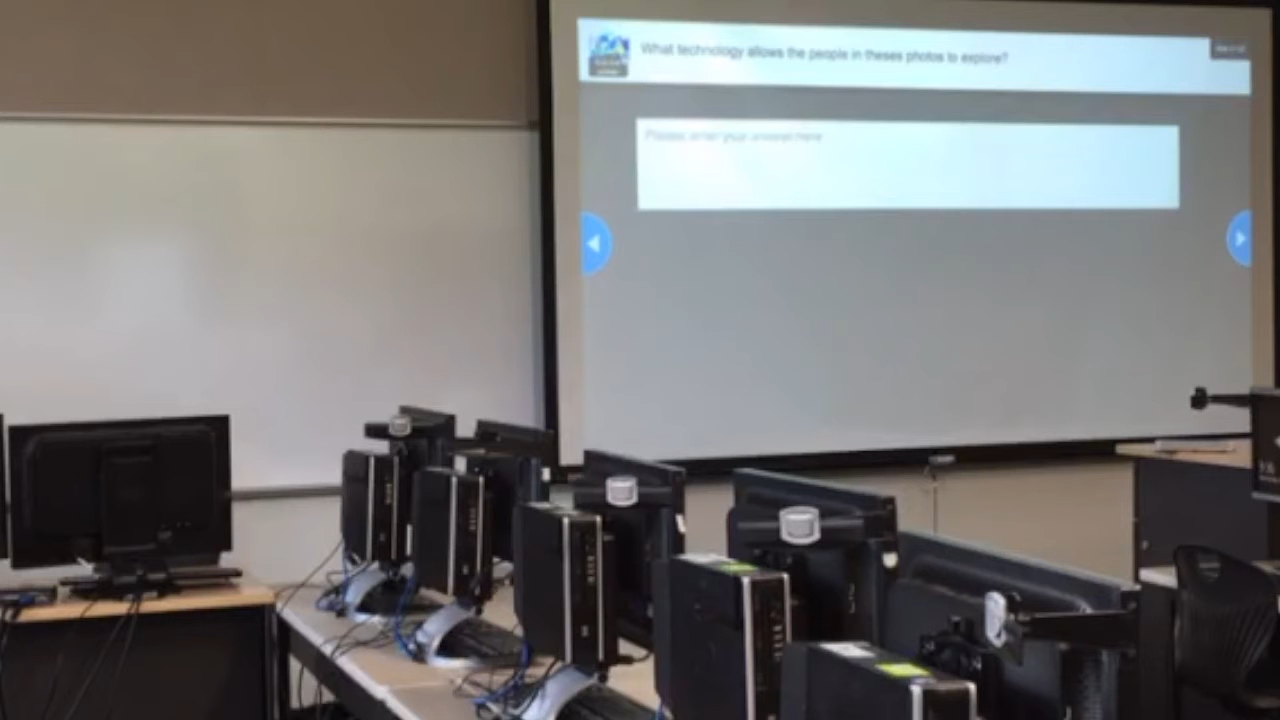 What technology allows the people in theses photos to explore?
Please enter your answer here